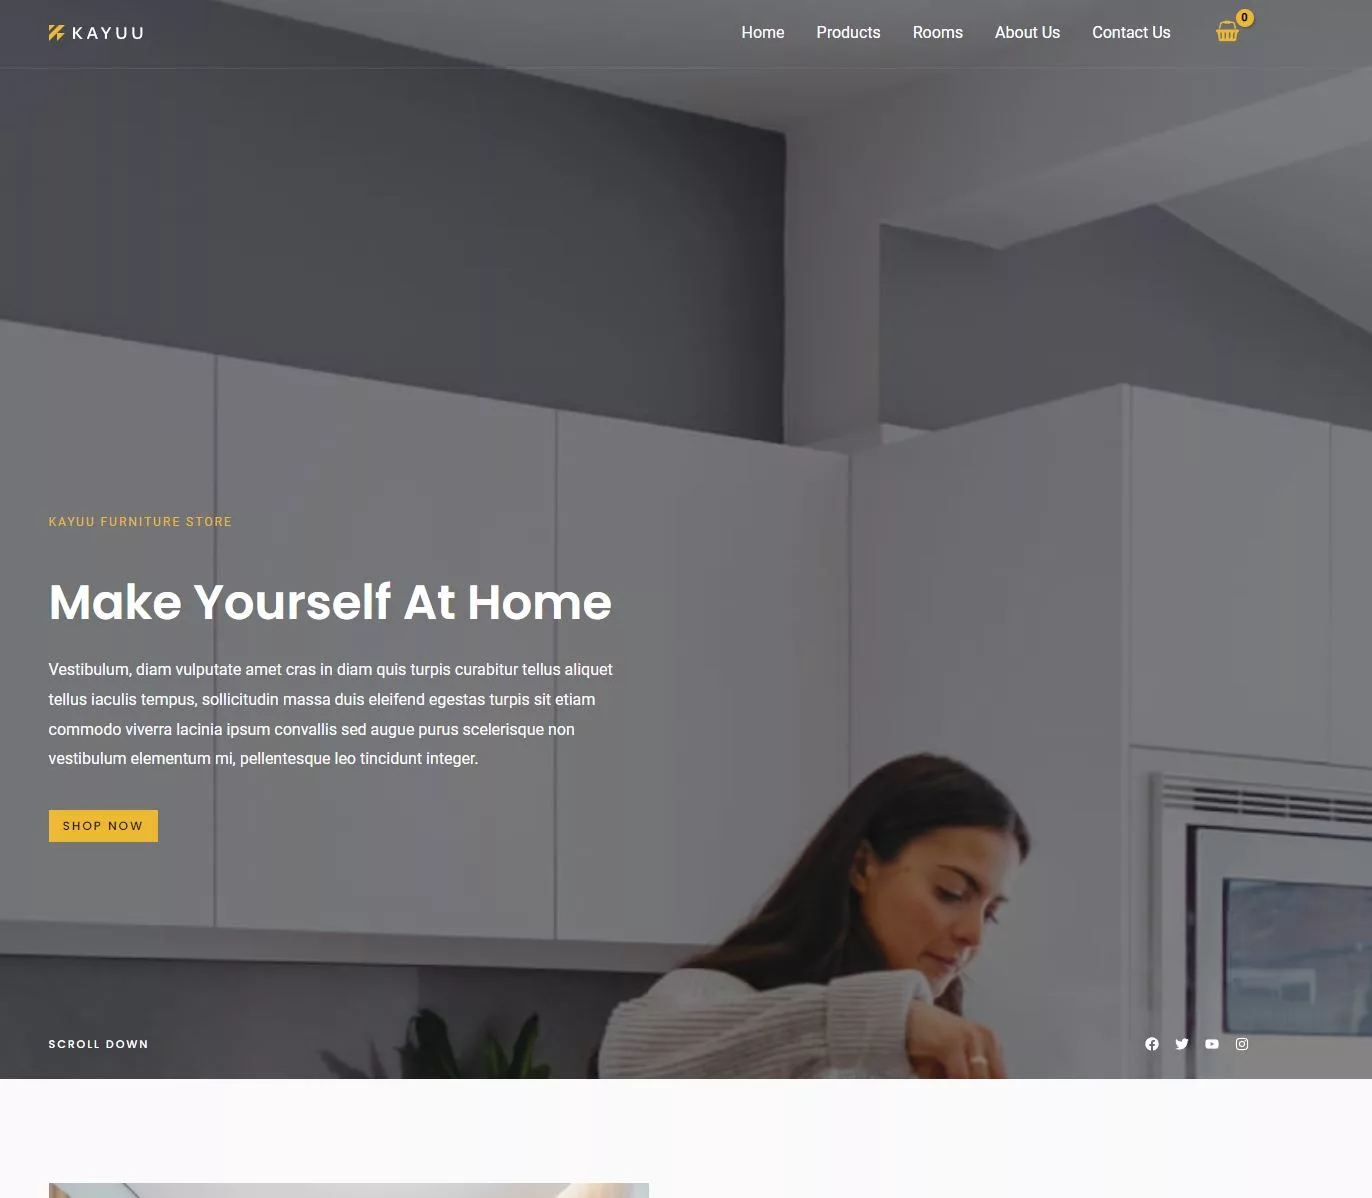 KAYUU
Home Products Rooms About Us Contact Us 0
KAYUU FURNITURE STORE
Make Yourself At Home
Vestibulum, diam vulputate amet cras in diam quis turpis curabitur tellus aliquet
tellus iaculis tempus, sollicitudin massa duis eleifend egestas turpis sit etiam
commodo viverra lacinia ipsum convallis sed augue purus scelerisque non
vestibulum elementum mi, pellentesque leo tincidunt integer.
SHOP NOW
SCROLL DOWN